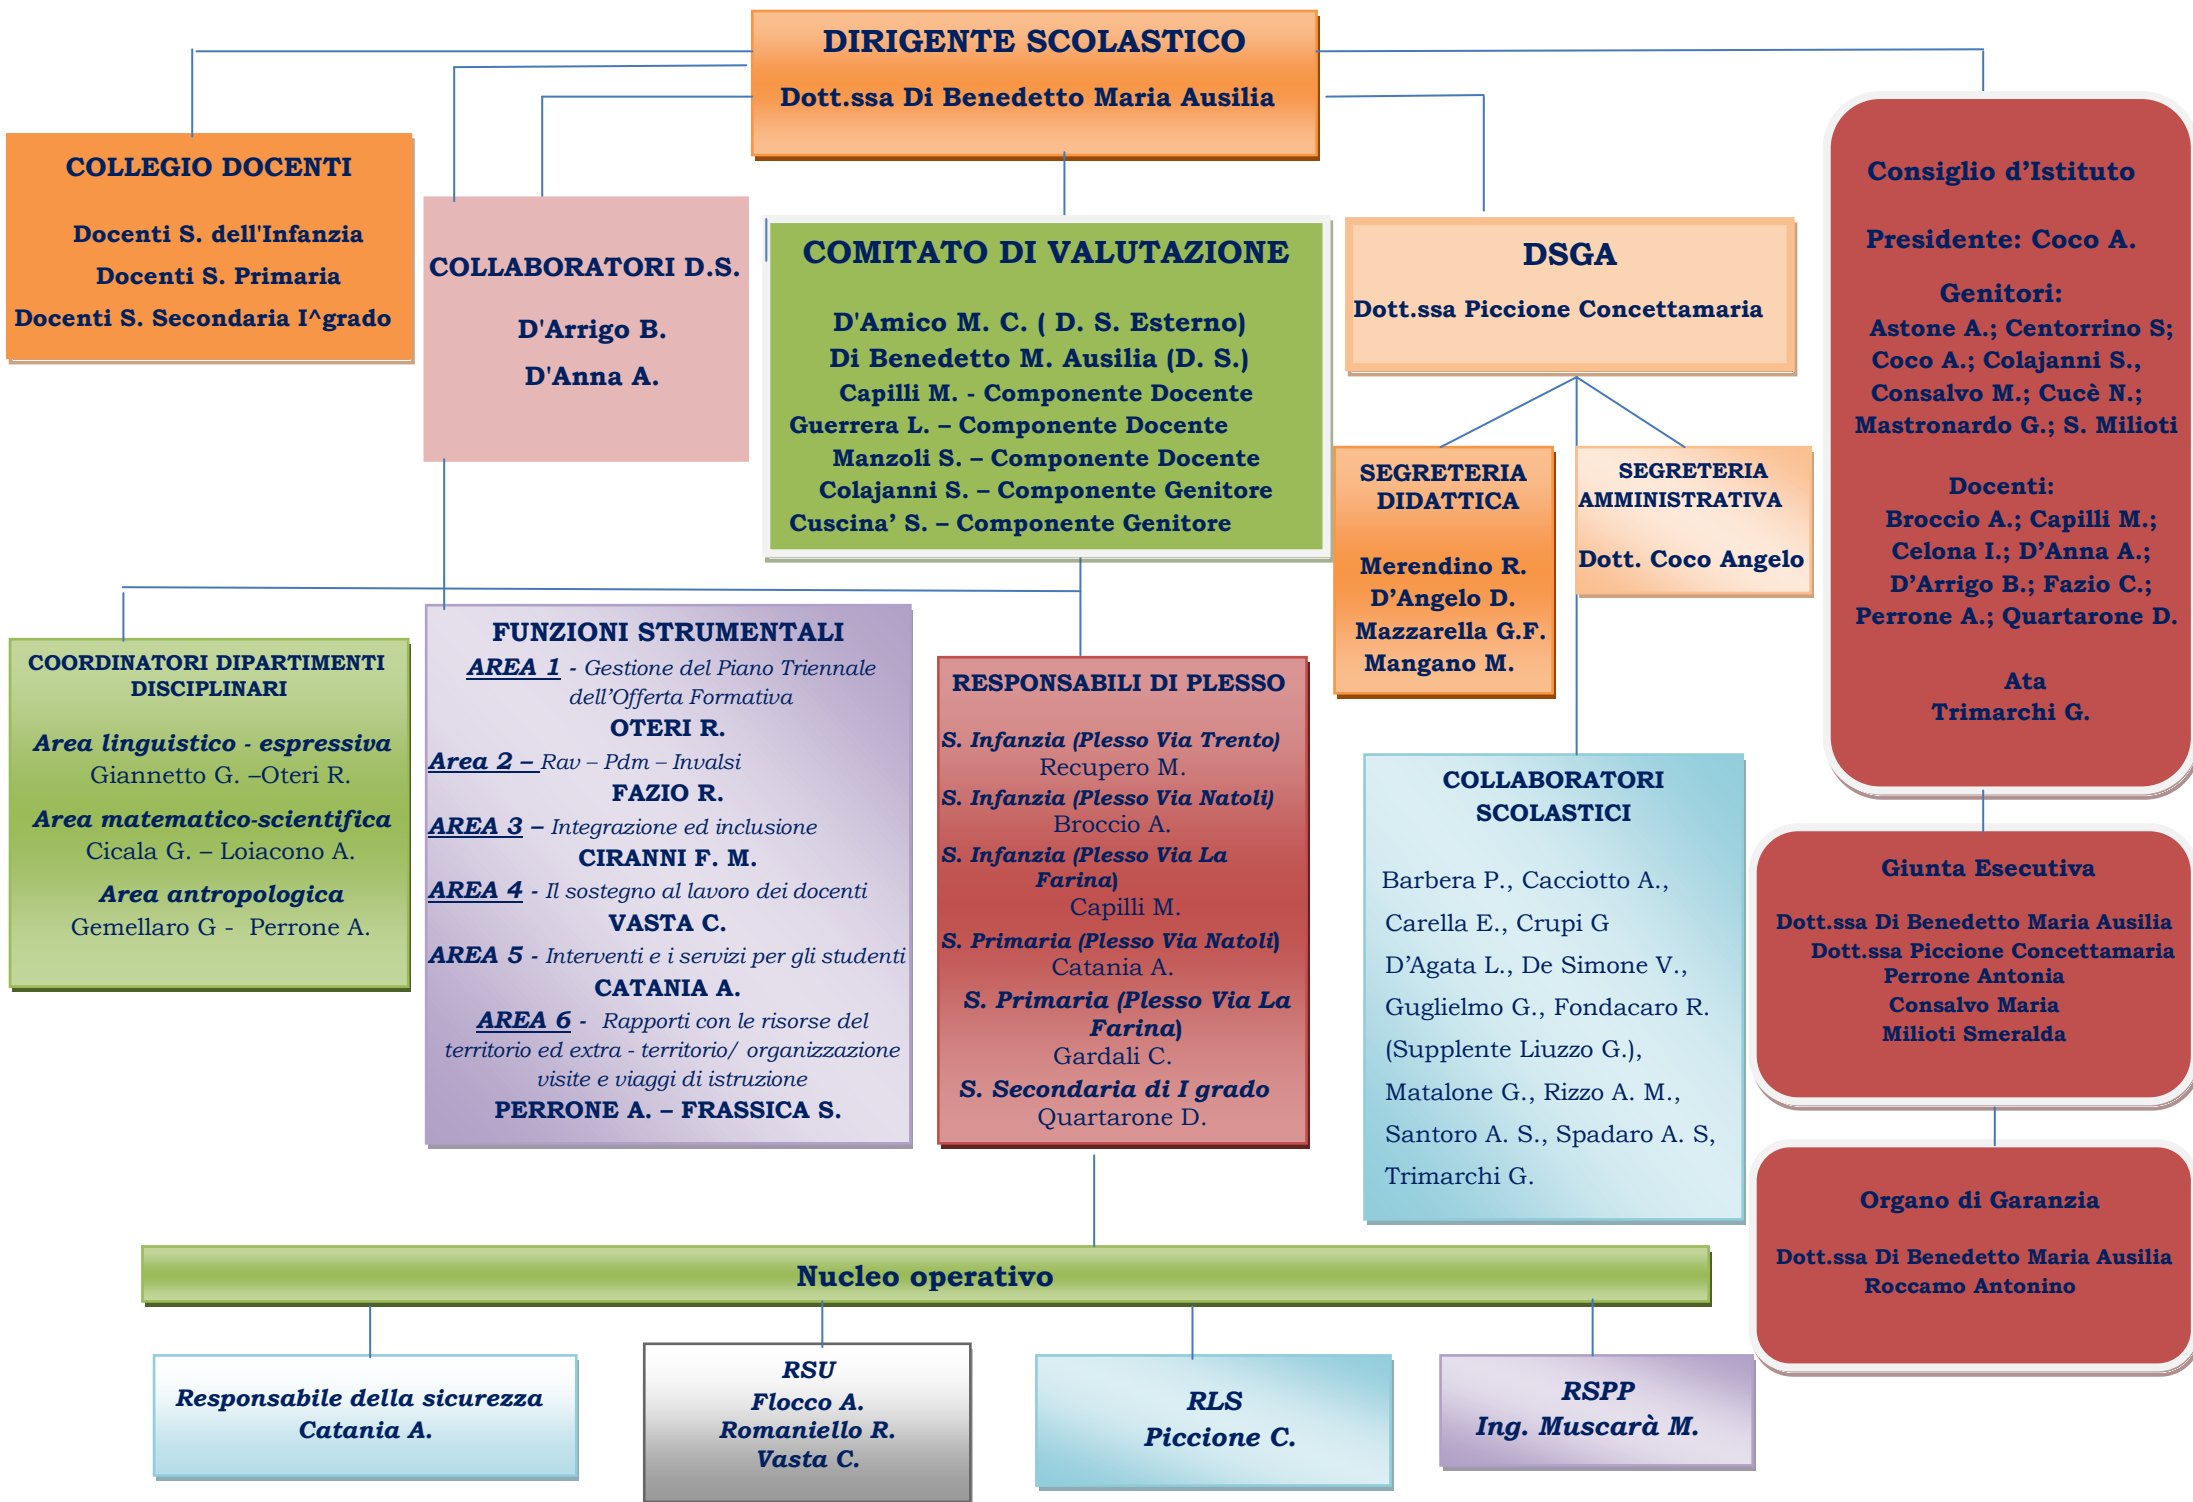 DIRIGENTE SCOLASTICO
Dott.ssa Di Benedetto Maria Ausilia
COLLEGIO DOCENTI
Docenti S. dell'Infanzia
Docenti S. Primaria
Docenti S. Secondaria I^grado
COLLABORATORI D.S.
D'Arrigo B.
D'Anna A.
COMITATO DI VALUTAZIONE
D'Amico M. C. ( D. S. Esterno)
Di Benedetto M. Ausilia (D. S.)
Capilli M. - Componente Docente
Guerrera L. – Componente Docente
Manzoli S. – Componente Docente
Colajanni S. – Componente Genitore
Cuscina’ S. – Componente Genitore
DSGA
Dott.ssa Piccione Concettamaria
Consiglio d’Istituto
Presidente: Coco A.
Genitori:
Astone A.; Centorrino S;
Coco A.; Colajanni S.,
Consalvo M.; Cucè N.;
Mastronardo G.; S. Milioti
Docenti:
Broccio A.; Capilli M.;
Celona I.; D’Anna A.;
D’Arrigo B.; Fazio C.;
Perrone A.; Quartarone D.
Ata
Trimarchi G.
SEGRETERIA
DIDATTICA
Merendino R.
D’Angelo D.
Mazzarella G.F.
Mangano M.
SEGRETERIA
AMMINISTRATIVA
Dott. Coco Angelo
COORDINATORI DIPARTIMENTI
DISCIPLINARI
Area linguistico - espressiva
Giannetto G. –Oteri R.
Area matematico-scientifica
Cicala G. – Loiacono A.
Area antropologica
Gemellaro G - Perrone A.
FUNZIONI STRUMENTALI
AREA 1 - Gestione del Piano Triennale
dell’Offerta Formativa
OTERI R.
Area 2 – Rav – Pdm – Invalsi
FAZIO R.
AREA 3 – Integrazione ed inclusione
CIRANNI F. M.
AREA 4 - Il sostegno al lavoro dei docenti
VASTA C.
AREA 5 - Interventi e i servizi per gli studenti
CATANIA A.
AREA 6 - Rapporti con le risorse del
territorio ed extra - territorio/ organizzazione
visite e viaggi di istruzione
PERRONE A. – FRASSICA S.
RESPONSABILI DI PLESSO
S. Infanzia (Plesso Via Trento)
Recupero M.
S. Infanzia (Plesso Via Natoli)
Broccio A.
S. Infanzia (Plesso Via La
Farina)
Capilli M.
S. Primaria (Plesso Via Natoli)
Catania A.
S. Primaria (Plesso Via La
Farina)
Gardali C.
S. Secondaria di I grado
Quartarone D.
COLLABORATORI
SCOLASTICI
Barbera P., Cacciotto A.,
Carella E., Crupi G
D’Agata L., De Simone V.,
Guglielmo G., Fondacaro R.
(Supplente Liuzzo G.),
Matalone G., Rizzo A. M.,
Santoro A. S., Spadaro A. S,
Trimarchi G.
Giunta Esecutiva
Dott.ssa Di Benedetto Maria Ausilia
Dott.ssa Piccione Concettamaria
Perrone Antonia
Consalvo Maria
Milioti Smeralda
Organo di Garanzia
Dott.ssa Di Benedetto Maria Ausilia
Roccamo Antonino
Nucleo operativo
Responsabile della sicurezza
Catania A.
RSU
Flocco A.
Romaniello R.
Vasta C.
RLS
Piccione C.
RSPP
Ing. Muscarà M.